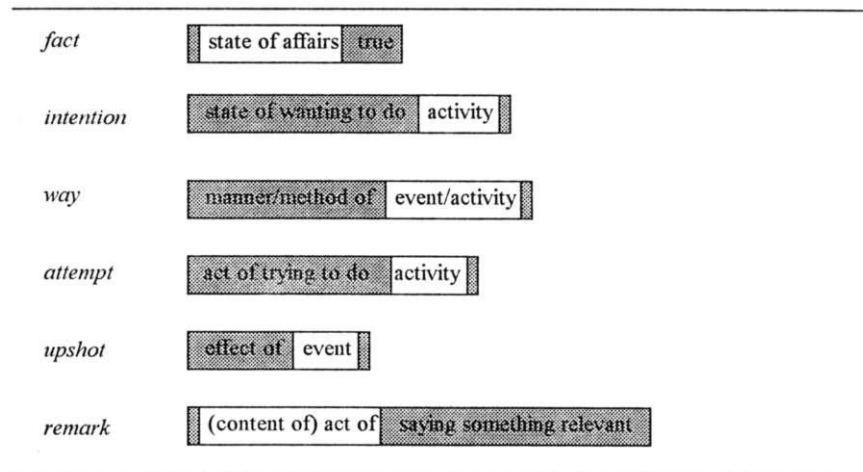 fact state of affairs true
intention state of wanting to do activity
way manner/method of event/activity
attempt act of trying to do activity
upshot effect of event
remark (content of) act of saying something relevant